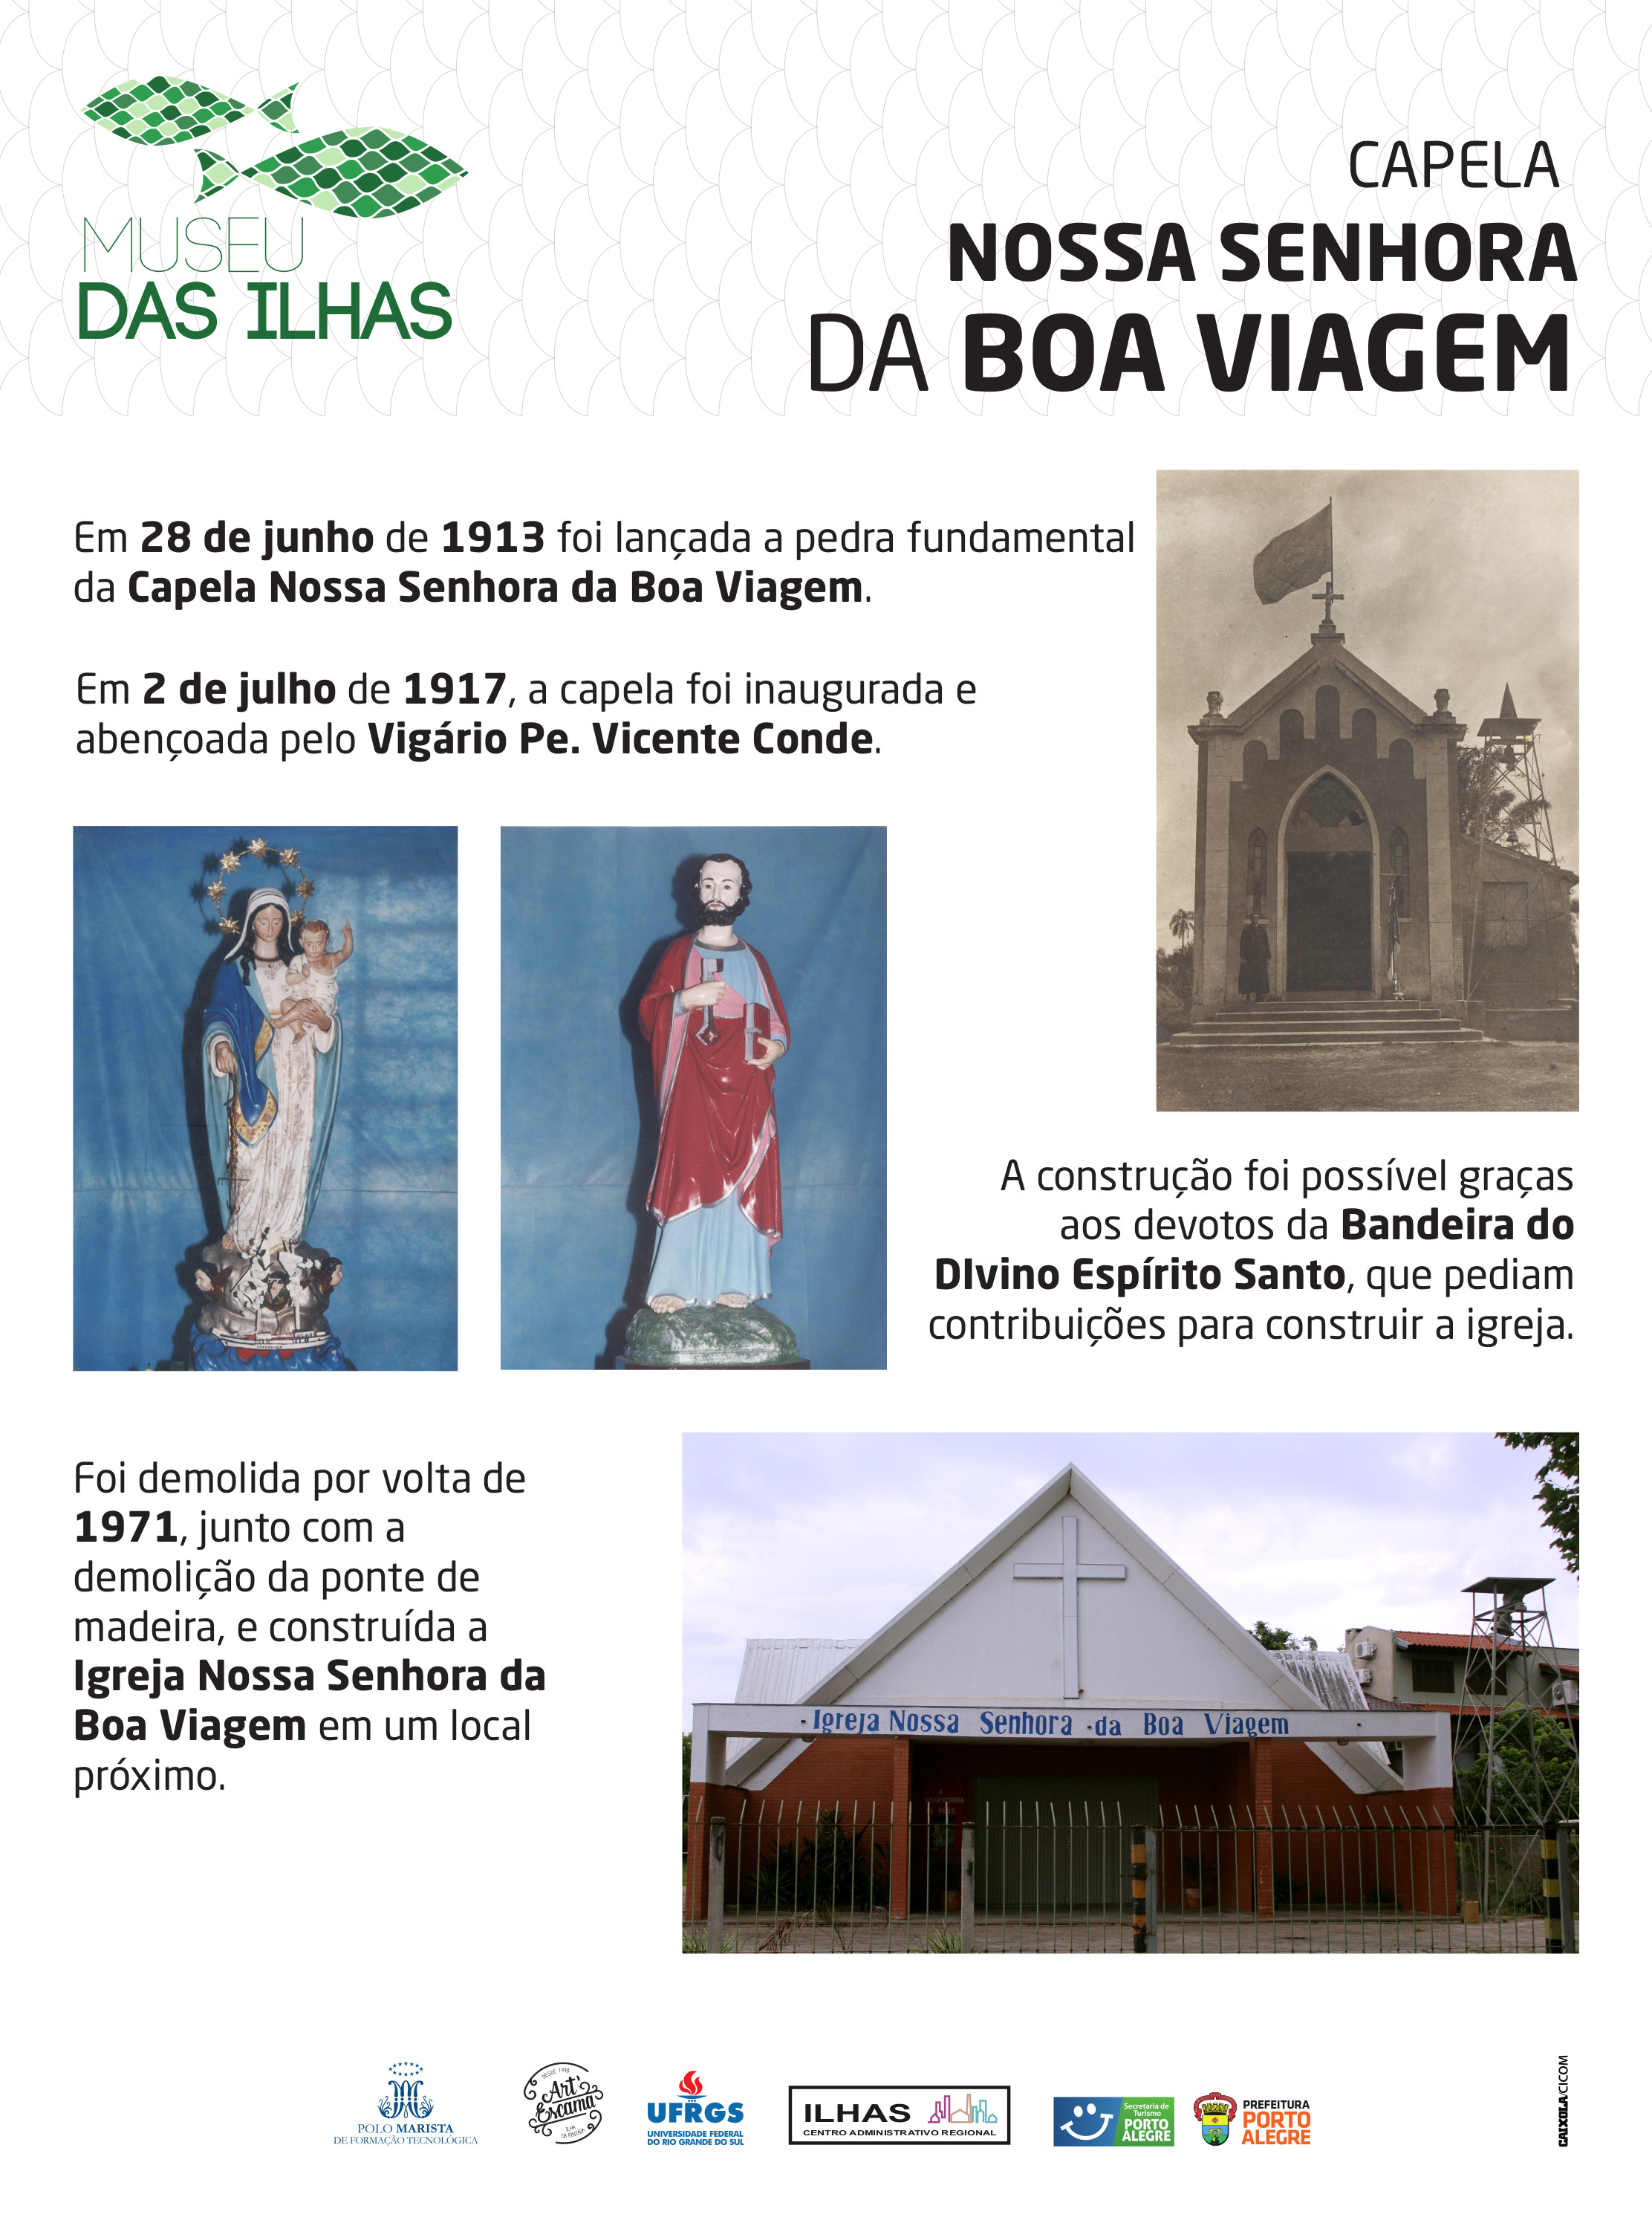 MUSEU
DAS ILHAS
CAPELA
NOSSA SENHORA
DA BOA VIAGEM
Em 28 de junho de 1913 foi lançada a pedra fundamental
da Capela Nossa Senhora da Boa Viagem.
Em 2 de julho de 1917, a capela foi inaugurada e
abençoada pelo Vigário Pe. Vicente Conde.
A construção foi possível graças
aos devotos da Bandeira do
DIvino Espírito Santo, que pediam
contribuições para construir a igreja.
Foi demolida por volta de
1971, junto com a
demolição da ponte de
madeira, e construída a
Igreja Nossa Senhora da
Boa Viagem em um local
próximo.
Igreja Nossa Senhora da Boa Viagem
POLO MARISTA
DE FORMAÇÃO TECNOLÓGICA
DESDE 1998
Art'
Escama
ILHA
DA PINTADA
UFRGS
UNIVERSIDADE FEDERAL
DO RIO GRANDE DO SUL
ILHAS
CENTRO ADMINISTRATIVO REGIONAL
Secretaria de
Turismo
PORTO
ALEGRE
PREFEITURA
PORTO
ALEGRE
CAIXOLA/CICOM